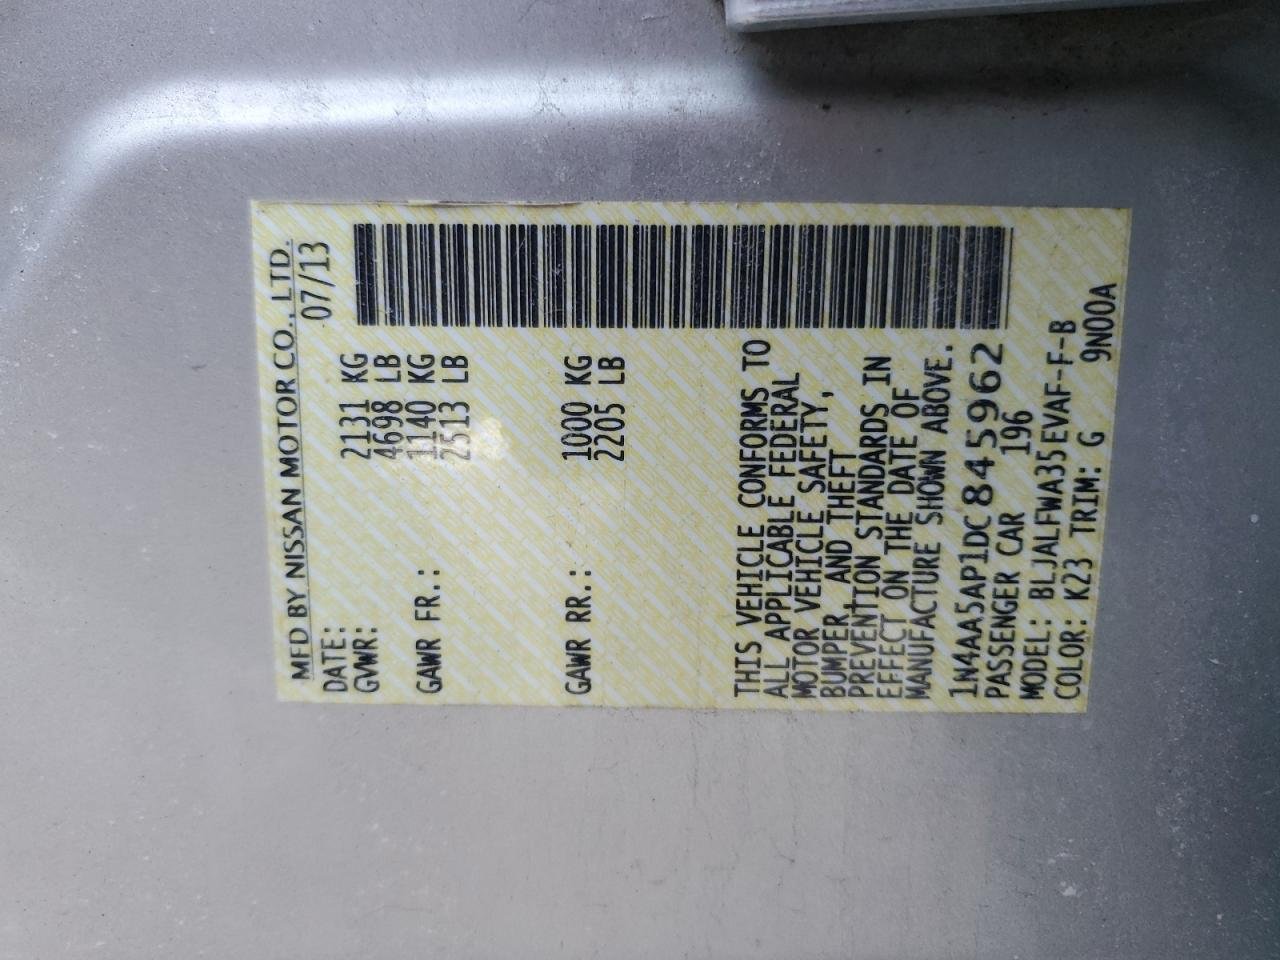 MFD BY NISSAN MOTOR CO., LTD.
DATE: 07/13
GVWR: 2131 KG
4698 LB
GAWR FR.: 1140 KG
2513 LB
GAWR RR.: 1000 KG
2205 LB
THIS VEHICLE CONFORMS TO
ALL APPLICABLE FEDERAL
MOTOR VEHICLE SAFETY,
BUMPER AND THEFT
PREVENTION STANDARDS IN
EFFECT ON THE DATE OF
MANUFACTURE SHOWN ABOVE.
1N4AA5AP1DC845962
PASSENGER CAR 196
MODEL: BLJALFWA35EVAF-F-B
COLOR: K23 TRIM: G 9N00A